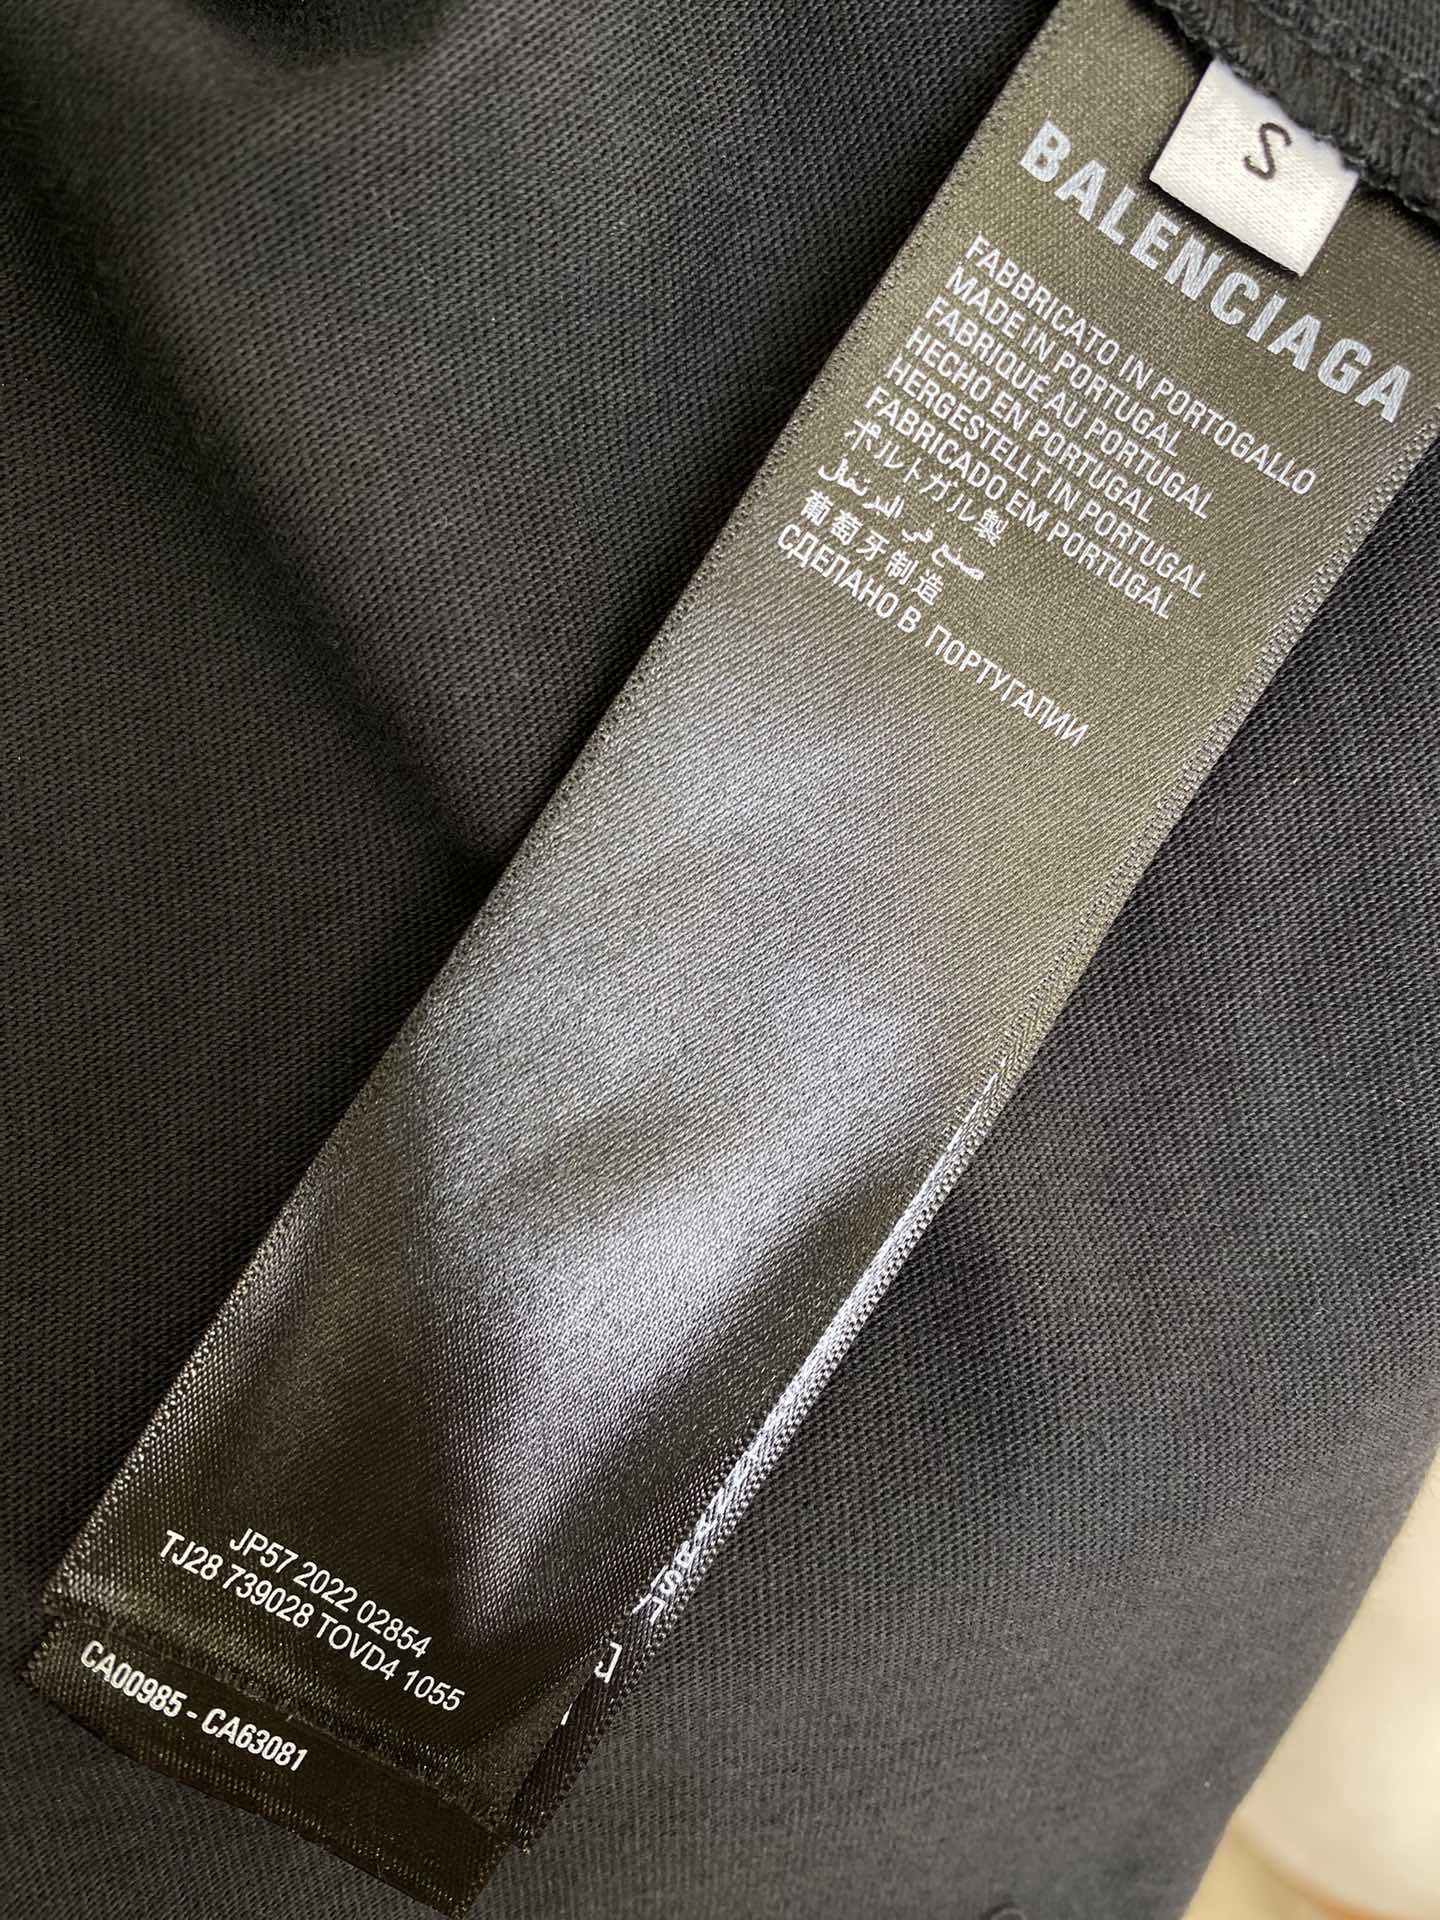 S
BALENCIAGA
FABBRICATO IN PORTOGALLO
MADE IN PORTUGAL
FABRIQUÉ AU PORTUGAL
HECHO EN PORTUGAL
HERGESTELLT IN PORTUGAL
FABRICADO EM PORTUGAL
ポルトガル製
صنع في البرتغال
葡萄牙制造
СДЕЛАНО В ПОРТУГАЛИИ
JP57 2022 02854
TJ28 739028 TOVD4 1055
CA00985 - CA63081